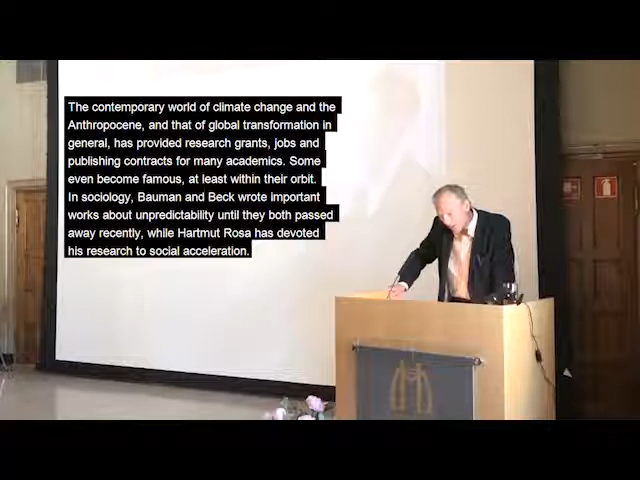 The contemporary world of climate change and the
Anthropocene, and that of global transformation in
general, has provided research grants, jobs and
publishing contracts for many academics. Some
even become famous, at least within their orbit.
In sociology, Bauman and Beck wrote important
works about unpredictability until they both passed
away recently, while Hartmut Rosa has devoted
his research to social acceleration.